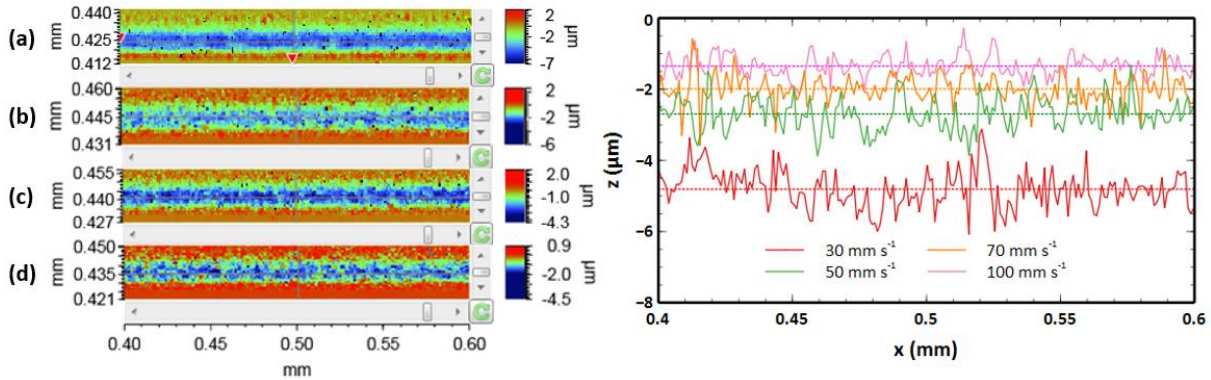 (a)
mm
0.440
0.425
0.412
2
-2
-7
µm
(b)
mm
0.460
0.445
0.431
2
-2
-6
µm
(c)
mm
0.455
0.440
0.427
2.0
-1.0
-4.3
µm
(d)
mm
0.450
0.435
0.421
0.9
-2.0
-4.5
µm
0.40 0.45 0.50 0.55 0.60
mm
z (µm)
0
−2
−4
−6
−8
30 mm s⁻¹ 70 mm s⁻¹
50 mm s⁻¹ 100 mm s⁻¹
0.4 0.45 0.5 0.55 0.6
x (mm)